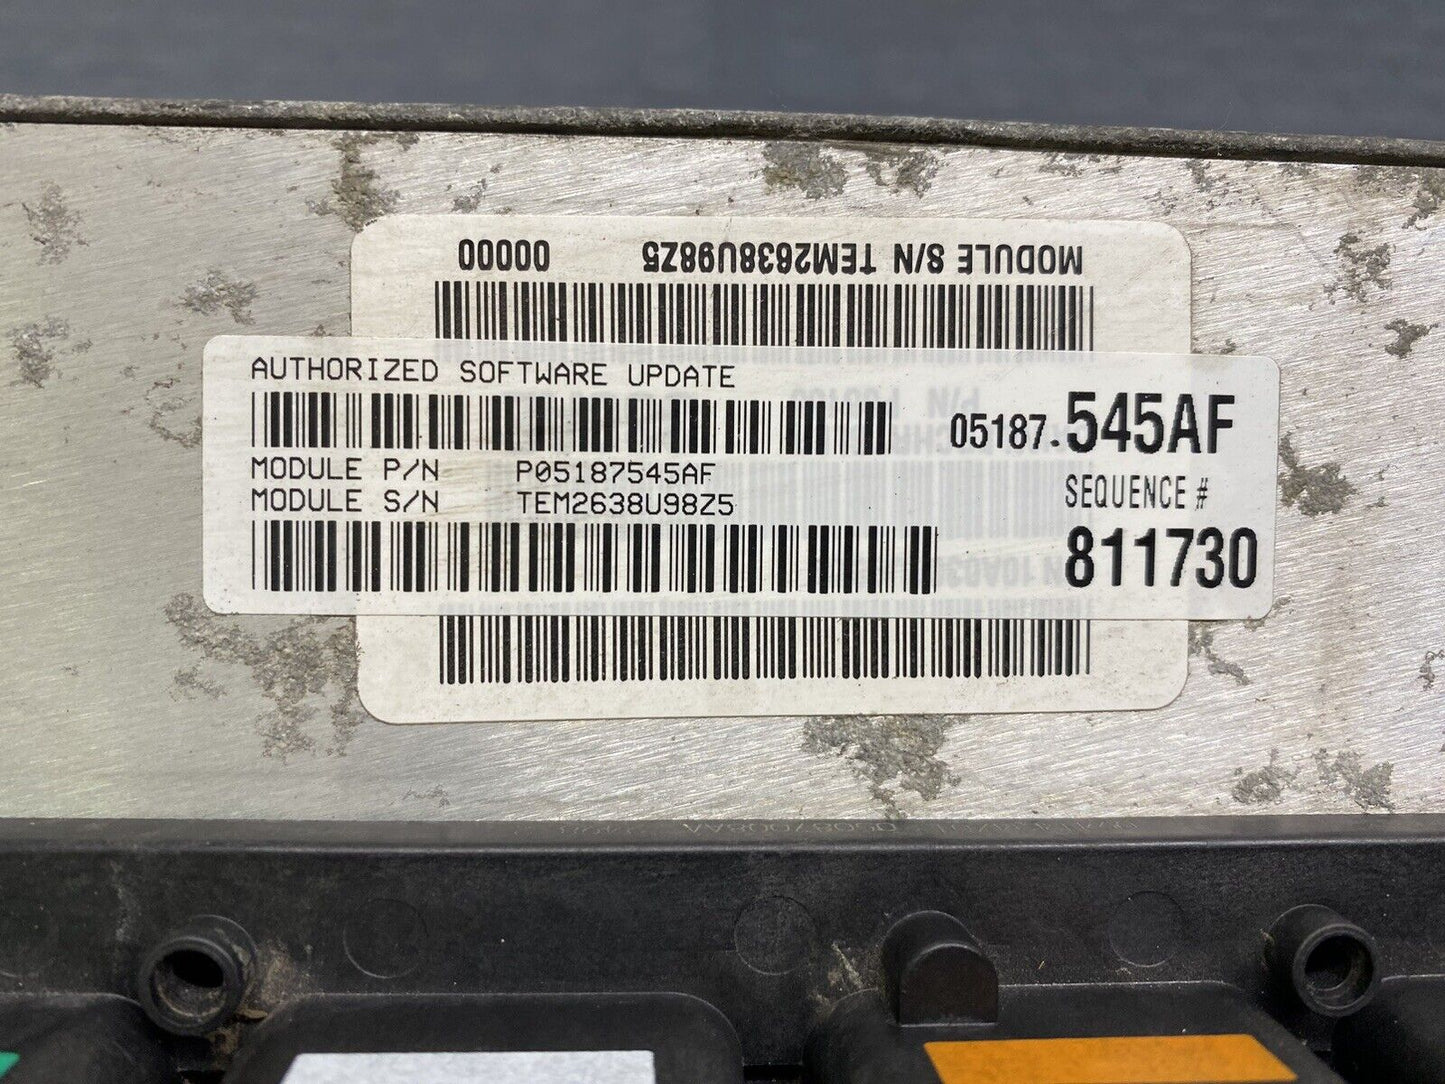 MODULE S/N TEM2638U98Z5 00000
AUTHORIZED SOFTWARE UPDATE
05187.545AF
MODULE P/N P05187545AF
MODULE S/N TEM2638U98Z5
SEQUENCE #
811730